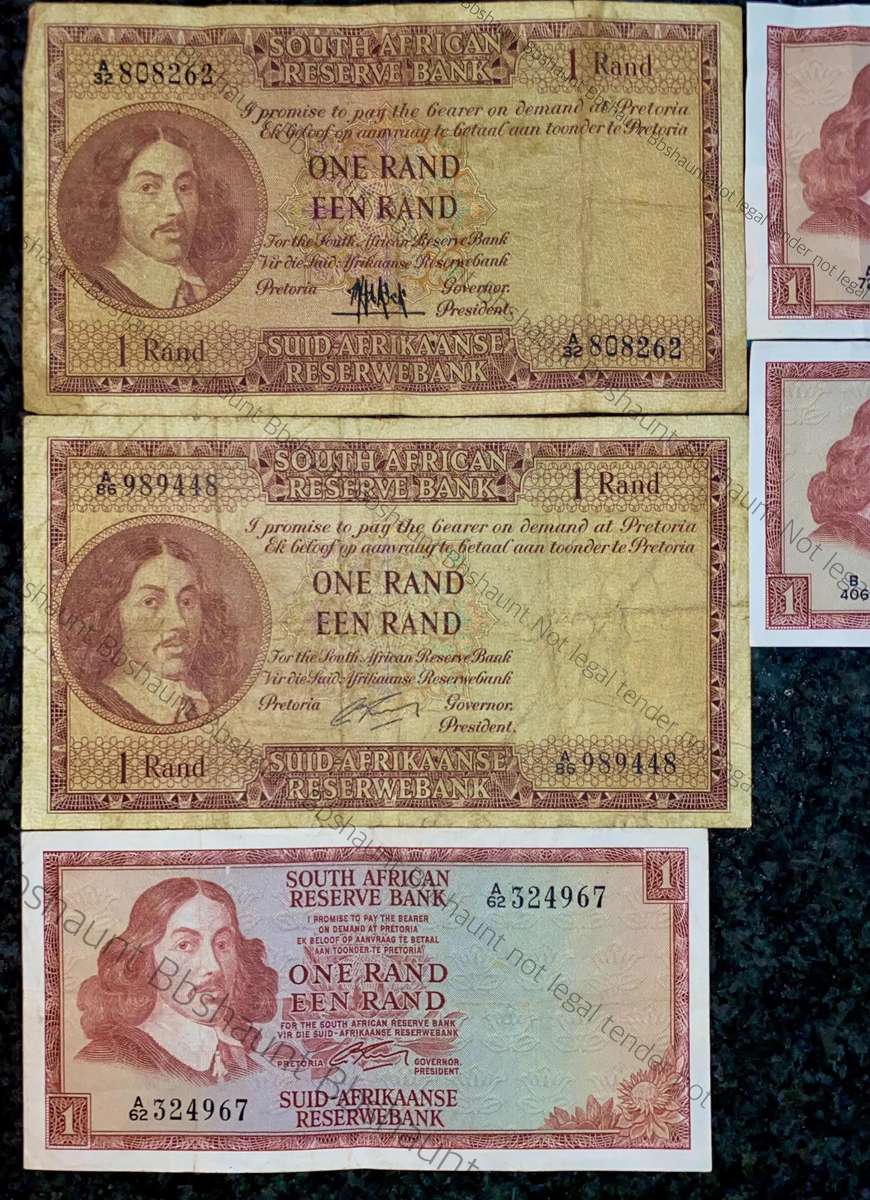 SOUTH AFRICAN
RESERVE BANK
A/32 808262
1 Rand
I promise to pay the bearer on demand at Pretoria
Ek beloof op aanvraag te betaal aan toonder te Pretoria
ONE RAND
EEN RAND
For the South African Reserve Bank
Vir die Suid-Afrikaanse Reserwebank
Pretoria Governor.
President.
1 Rand
SUID-AFRIKAANSE
RESERWEBANK
A/32 808262
SOUTH AFRICAN
RESERVE BANK
A/86 989448
1 Rand
I promise to pay the bearer on demand at Pretoria
Ek beloof op aanvraag te betaal aan toonder te Pretoria
ONE RAND
EEN RAND
For the South African Reserve Bank
Vir die Suid-Afrikaanse Reserwebank
Pretoria Governor.
President.
1 Rand
SUID-AFRIKAANSE
RESERWEBANK
A/86 989448
SOUTH AFRICAN
RESERVE BANK
A/62 324967
1
I PROMISE TO PAY THE BEARER
ON DEMAND AT PRETORIA
EK BELOOF OP AANVRAAG TE BETAAL
AAN TOONDER TE PRETORIA
ONE RAND
EEN RAND
FOR THE SOUTH AFRICAN RESERVE BANK
VIR DIE SUID-AFRIKAANSE RESERWEBANK
PRETORIA GOVERNOR.
PRESIDENT.
1
A/62 324967
SUID-AFRIKAANSE
RESERWEBANK
1
1
B
406
Bbshaunt Not legal tender